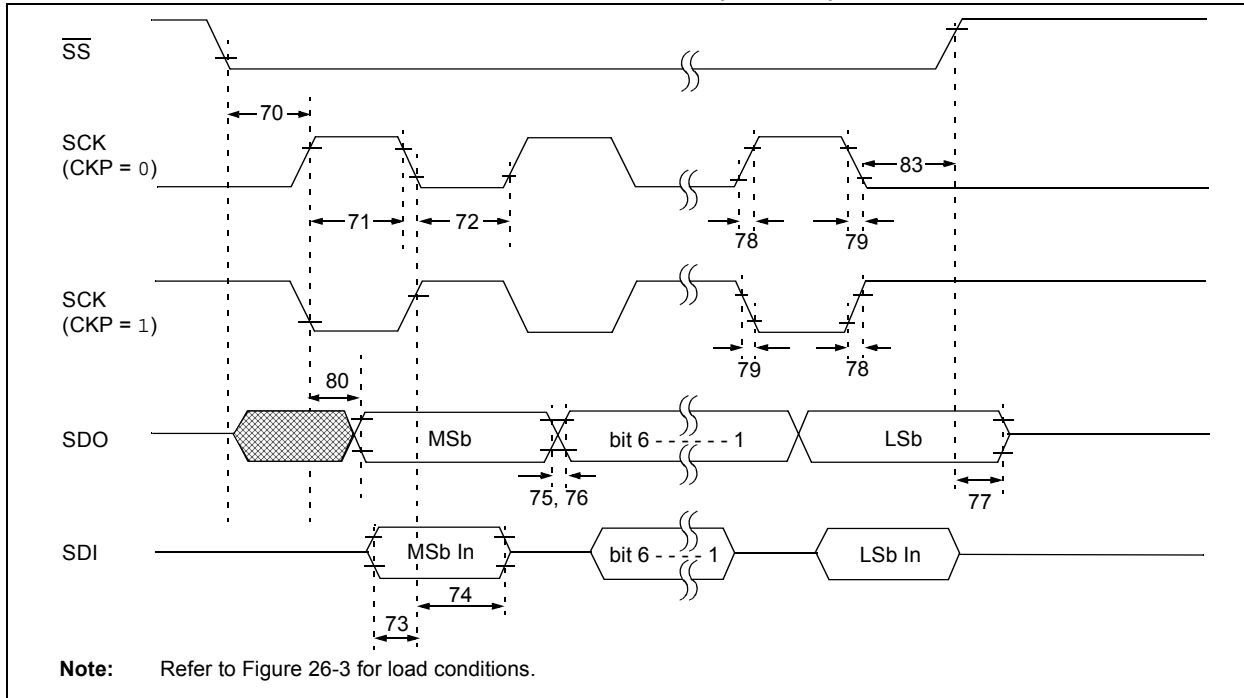 SS
70
SCK
(CKP = 0)
83
71
72
78
79
SCK
(CKP = 1)
79
78
80
SDO
MSb
bit 6 - - - - - - 1
LSb
75, 76
77
SDI
MSb In
bit 6 - - - - 1
LSb In
74
73
Note: Refer to Figure 26-3 for load conditions.